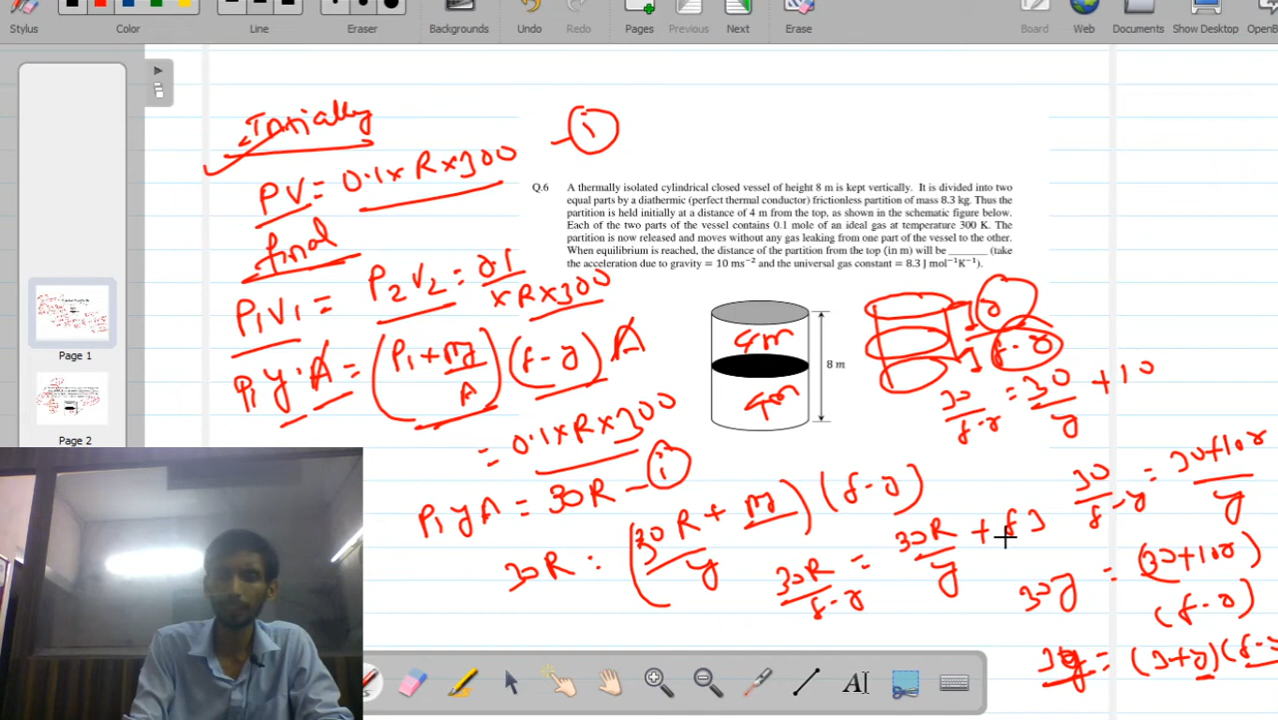 Stylus Color Line Eraser Backgrounds Undo Redo Pages Previous Next Erase Board Web Documents Show Desktop
Page 1
Page 2
Initially
PV = 0.1 x R x 300 — (i)
final
P1V1 = P2V2 = 0.1
x R x 300
P1 y·A = (P1 + mg/A) (8-y) A
= 0.1 x R x 300
P1 y A = 30R — (i)
30R = (30R/y + mg) (8-y)
30R/8-y = 30R/y + 83
Q.6 A thermally isolated cylindrical closed vessel of height 8 m is kept vertically. It is divided into two
equal parts by a diathermic (perfect thermal conductor) frictionless partition of mass 8.3 kg. Thus the
partition is held initially at a distance of 4 m from the top, as shown in the schematic figure below.
Each of the two parts of the vessel contains 0.1 mole of an ideal gas at temperature 300 K. The
partition is now released and moves without any gas leaking from one part of the vessel to the other.
When equilibrium is reached, the distance of the partition from the top (in m) will be ______ (take
the acceleration due to gravity = 10 ms⁻² and the universal gas constant = 8.3 J mol⁻¹K⁻¹).
4m
4m
8 m
y
8-y
30/8-y = 30/y + 10
30/8-y = 30+10y/y
30y = (30+10y)
(8-y)
3y = (3+y)(8-